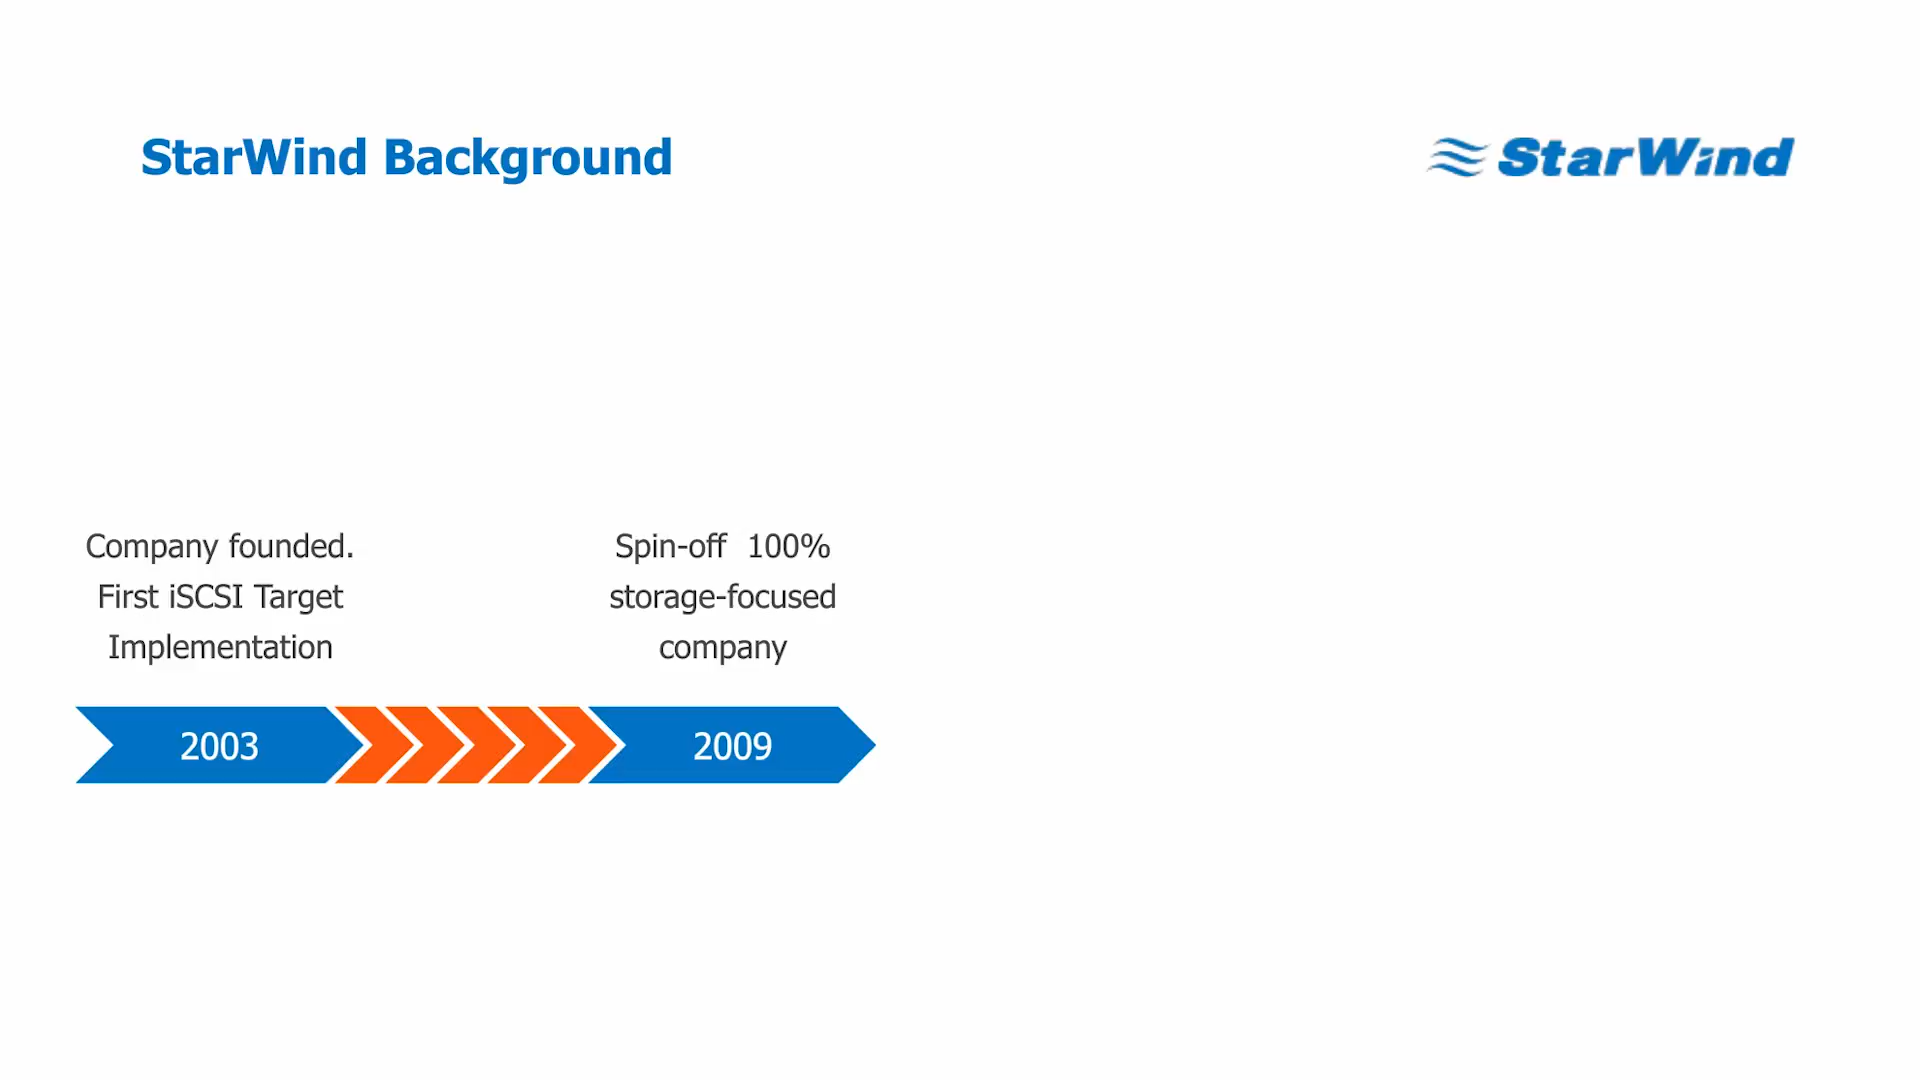 StarWind Background
StarWind
Company founded.
First iSCSI Target
Implementation
Spin-off 100%
storage-focused
company
2003
2009